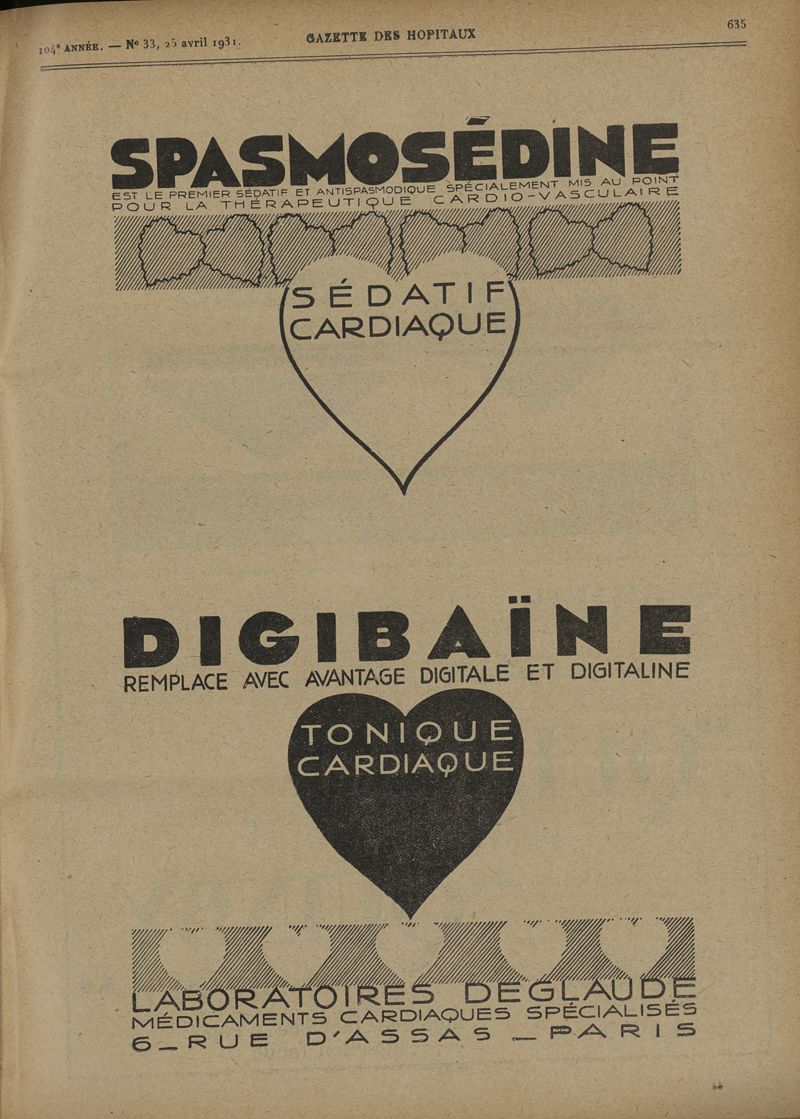 104e ANNÉE. — No 33, 25 avril 1931.
GAZETTE DES HOPITAUX
635
SPASMOSÉDINE
EST LE PREMIER SÉDATIF ET ANTISPASMODIQUE SPÉCIALEMENT MIS AU POINT
POUR LA THÉRAPEUTIQUE CARDIO-VASCULAIRE
SÉDATIF
CARDIAQUE
DIGIBAÏNE
REMPLACE AVEC AVANTAGE DIGITALE ET DIGITALINE
TONIQUE
CARDIAQUE
LABORATOIRES DEGLAUDE
MÉDICAMENTS CARDIAQUES SPÉCIALISÉS
6_RUE D'ASSAS _ PARIS